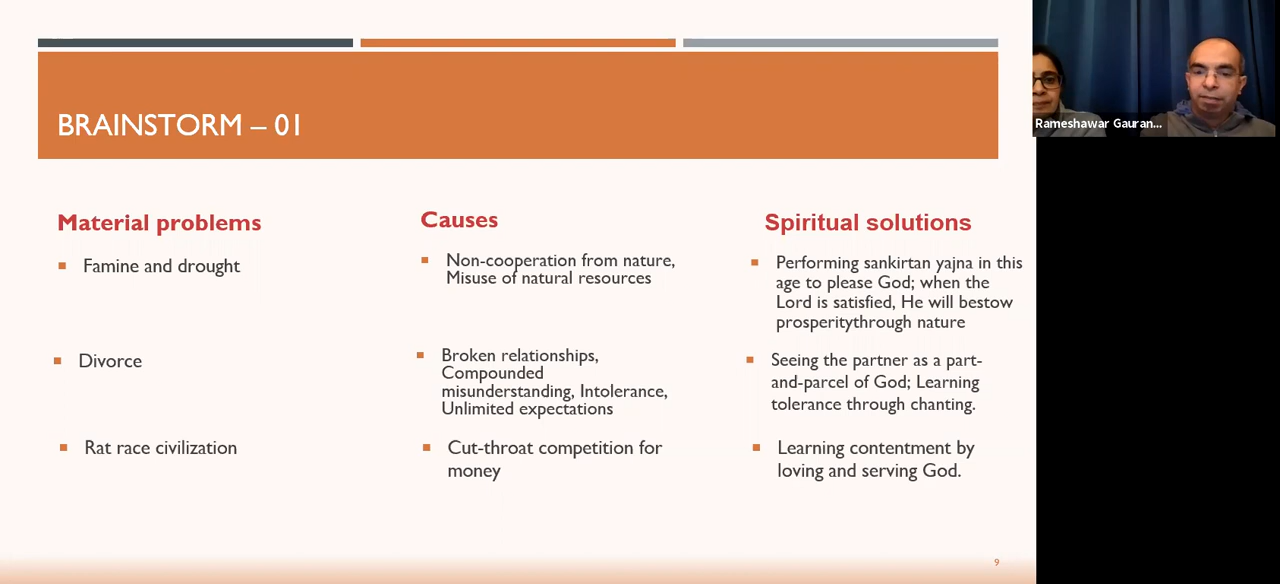 BRAINSTORM – 01
Material problems
Famine and drought
Divorce
Rat race civilization
Causes
Non-cooperation from nature,
Misuse of natural resources
Broken relationships,
Compounded
misunderstanding, Intolerance,
Unlimited expectations
Cut-throat competition for
money
Spiritual solutions
Performing sankirtan yajna in this
age to please God; when the
Lord is satisfied, He will bestow
prosperitythrough nature
Seeing the partner as a part-
and-parcel of God; Learning
tolerance through chanting.
Learning contentment by
loving and serving God.
9
Rameshawar Gauran...